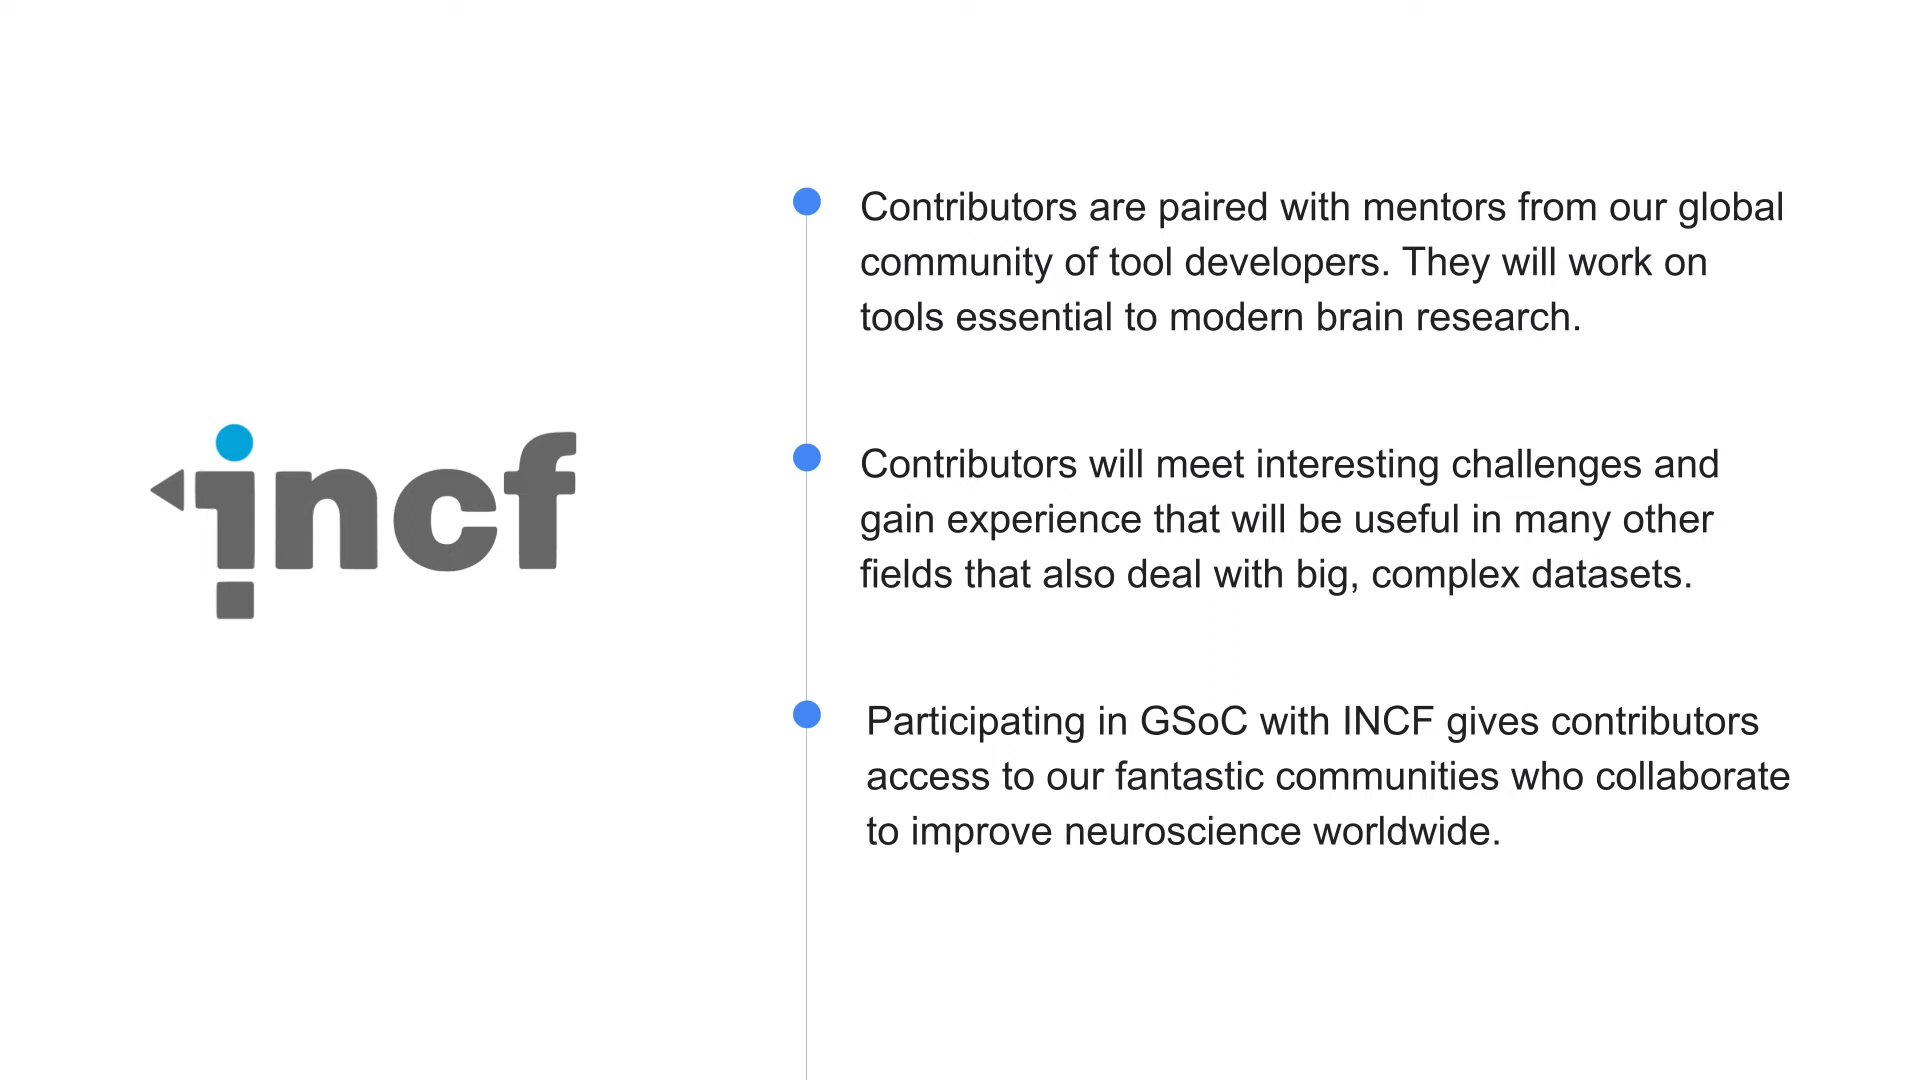 incf
Contributors are paired with mentors from our global
community of tool developers. They will work on
tools essential to modern brain research.
Contributors will meet interesting challenges and
gain experience that will be useful in many other
fields that also deal with big, complex datasets.
Participating in GSoC with INCF gives contributors
access to our fantastic communities who collaborate
to improve neuroscience worldwide.